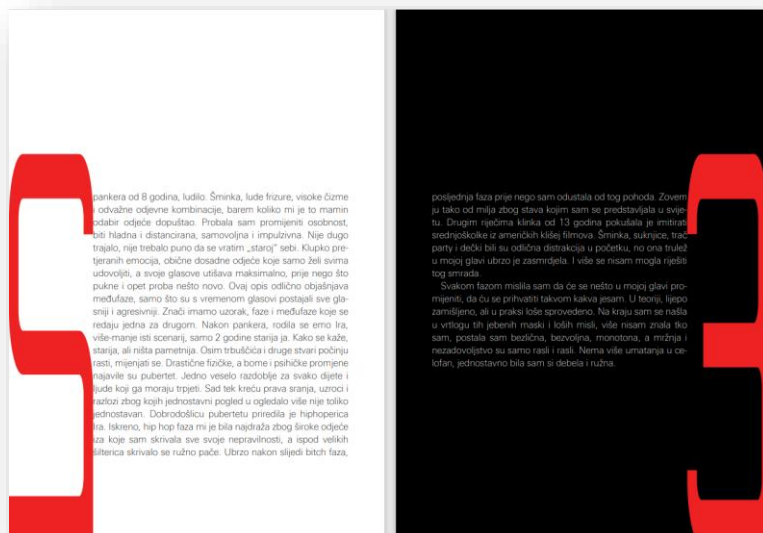 pankera od 8 godina, ludilo. Šminka, lude frizure, visoke čizme
i odvažne odjevne kombinacije, barem koliko mi je to mamin
odabir odjeće dopuštao. Probala sam promijeniti osobnost,
biti hladna i distancirana, samovoljna i impulzivna. Nije dugo
trajalo, nije trebalo puno da se vratim „staroj” sebi. Klupko pre-
tjeranih emocija, obične dosadne odjeće koje samo želi svima
udovoljiti, a svoje glasove utišava maksimalno, prije nego što
pukne i opet proba nešto novo. Ovaj opis odlično objašnjava
međufaze, samo što su s vremenom glasovi postajali sve gla-
sniji i agresivniji. Znači imamo uzorak, faze i međufaze koje se
redaju jedna za drugom. Nakon pankera, rodila se emo Ira,
više-manje isti scenarij, samo 2 godine starija ja. Kako se kaže,
starija, ali ništa pametnija. Osim trbuščića i druge stvari počinju
rasti, mijenjati se. Drastične fizičke, a bome i psihičke promjene
najavile su pubertet. Jedno veselo razdoblje za svako dijete i
ljude koji ga moraju trpjeti. Sad tek kreću prava sranja, uzroci i
razlozi zbog kojih jednostavni pogled u ogledalo više nije toliko
jednostavan. Dobrodošlicu pubertetu priredila je hiphoperica
Ira. Iskreno, hip hop faza mi je bila najdraža zbog široke odjeće
iza koje sam skrivala sve svoje nepravilnosti, a ispod velikih
šilterica skrivalo se ružno pače. Ubrzo nakon slijedi bitch faza,
S
posljednja faza prije nego sam odustala od tog pohoda. Zovem
ju tako od milja zbog stava kojim sam se predstavljala u svije-
tu. Drugim riječima klinka od 13 godina pokušala je imitirati
srednjoškolke iz američkih klišej filmova. Šminka, suknjice, trač
party i dečki bili su odlična distrakcija u početku, no ona trulež
u mojoj glavi ubrzo je zasmrdjela. I više se nisam mogla riješiti
tog smrada.
Svakom fazom mislila sam da će se nešto u mojoj glavi pro-
mijeniti, da ću se prihvatiti takvom kakva jesam. U teoriji, lijepo
zamišljeno, ali u praksi loše sprovedeno. Na kraju sam se našla
u vrtlogu tih jebenih maski i loših misli, više nisam znala tko
sam, postala sam bezlična, bezvoljna, monotona, a mržnja i
nezadovoljstvo su samo rasli i rasli. Nema više umatanja u ce-
lofan, jednostavno bila sam si debela i ružna.
3